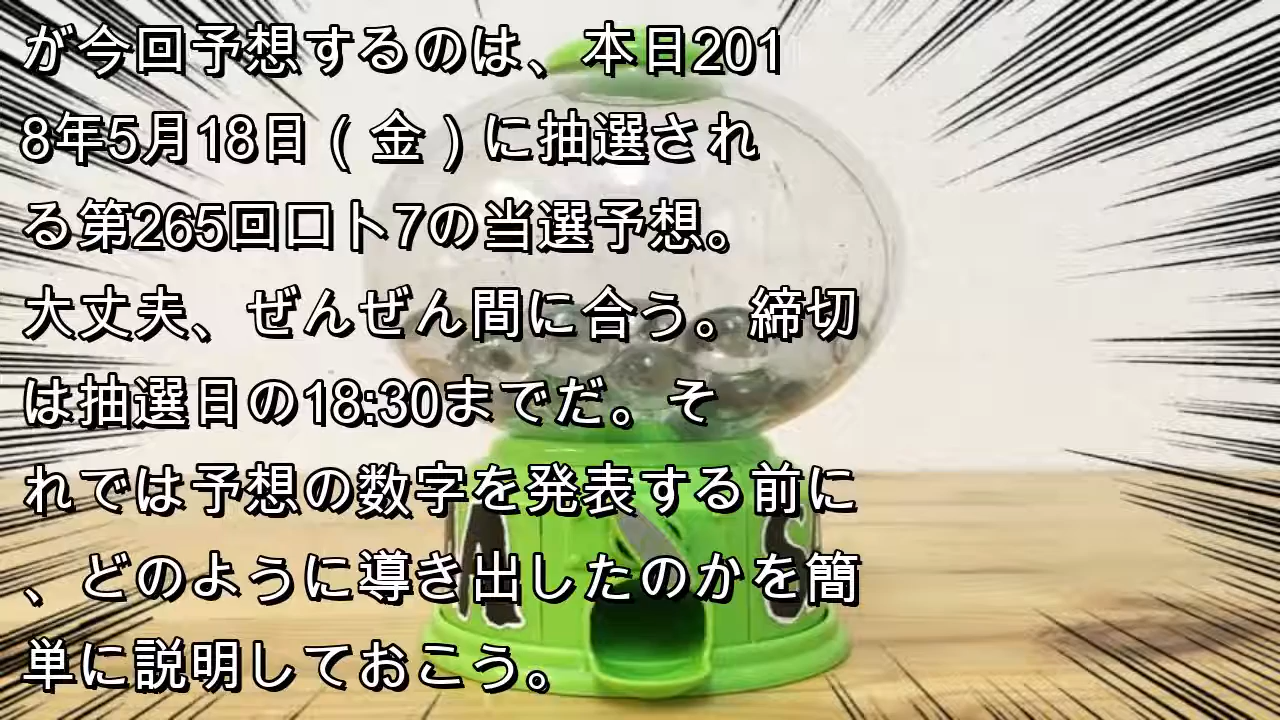 が今回予想するのは、本日201
8年5月18日（金）に抽選され
る第265回ロト7の当選予想。
大丈夫、ぜんぜん間に合う。締切
は抽選日の18:30までだ。そ
れでは予想の数字を発表する前に
、どのように導き出したのかを簡
単に説明しておこう。